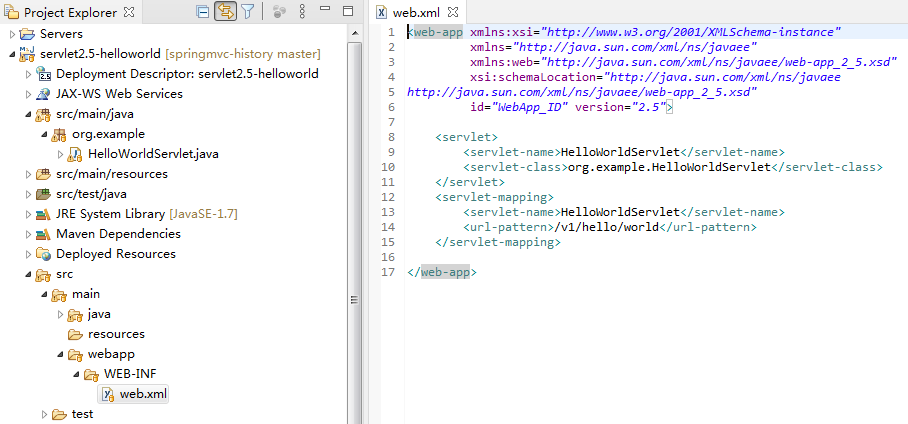 Project Explorer
Servers
servlet2.5-helloworld [springmvc-history master]
Deployment Descriptor: servlet2.5-helloworld
JAX-WS Web Services
src/main/java
org.example
HelloWorldServlet.java
src/main/resources
src/test/java
JRE System Library [JavaSE-1.7]
Maven Dependencies
Deployed Resources
src
main
java
resources
webapp
WEB-INF
web.xml
test
web.xml
1 <web-app xmlns:xsi="http://www.w3.org/2001/XMLSchema-instance"
2 xmlns="http://java.sun.com/xml/ns/javaee"
3 xmlns:web="http://java.sun.com/xml/ns/javaee/web-app_2_5.xsd"
4 xsi:schemaLocation="http://java.sun.com/xml/ns/javaee
5 http://java.sun.com/xml/ns/javaee/web-app_2_5.xsd"
6 id="WebApp_ID" version="2.5">
7
8 <servlet>
9 <servlet-name>HelloWorldServlet</servlet-name>
10 <servlet-class>org.example.HelloWorldServlet</servlet-class>
11 </servlet>
12 <servlet-mapping>
13 <servlet-name>HelloWorldServlet</servlet-name>
14 <url-pattern>/v1/hello/world</url-pattern>
15 </servlet-mapping>
16
17 </web-app>